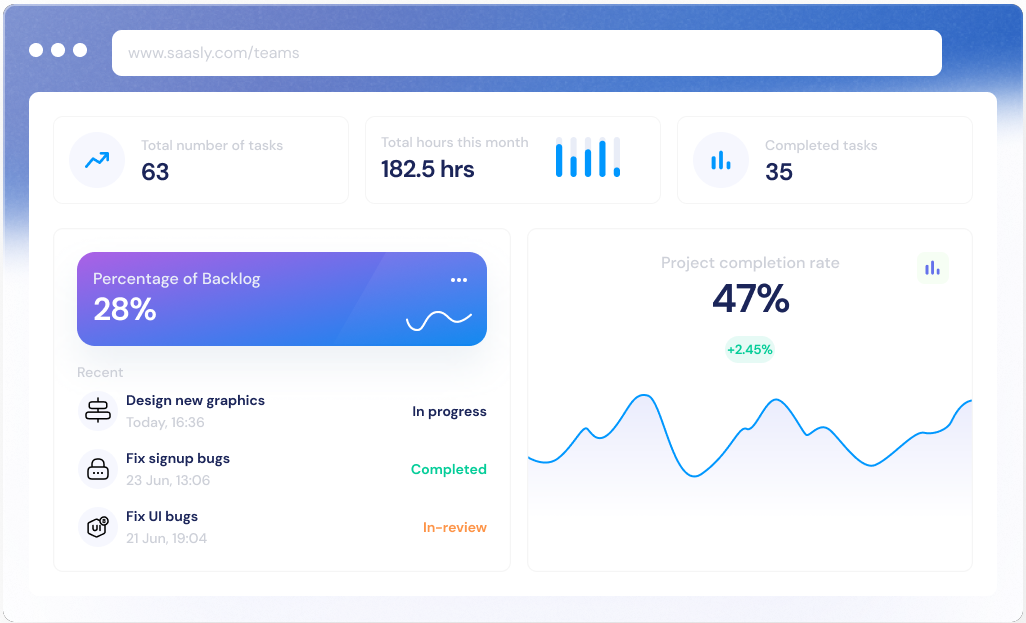 www.saasly.com/teams
Total number of tasks
63
Total hours this month
182.5 hrs
Completed tasks
35
Percentage of Backlog
28%
Recent
Design new graphics
Today, 16:36
In progress
Fix signup bugs
23 Jun, 13:06
Completed
UI
Fix UI bugs
21 Jun, 19:04
In-review
Project completion rate
47%
+2.45%